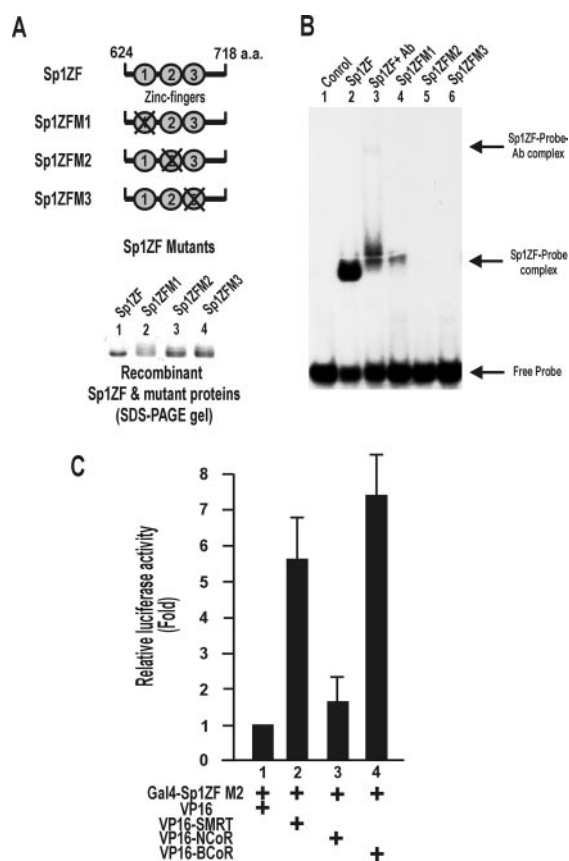 A
624 718 a.a.
Sp1ZF 1 2 3
Zinc-fingers
Sp1ZFM1 2 3
Sp1ZFM2 1 3
Sp1ZFM3 1 2
Sp1ZF Mutants
Sp1ZF Sp1ZFM1 Sp1ZFM2 Sp1ZFM3
1 2 3 4
Recombinant
Sp1ZF & mutant proteins
(SDS-PAGE gel)
B
Conrol Sp1ZF Sp1ZF+ Ab Sp1ZFM1 Sp1ZFM2 Sp1ZFM3
1 2 3 4 5 6
Sp1ZF-Probe-
Ab complex
Sp1ZF-Probe
complex
Free Probe
C
Relative luciferase activity
(Fold)
8
7
6
5
4
3
2
1
0
1 2 3 4
Gal4-Sp1ZF M2 + + + +
VP16 +
VP16-SMRT +
VP16-NCoR +
VP16-BCoR +